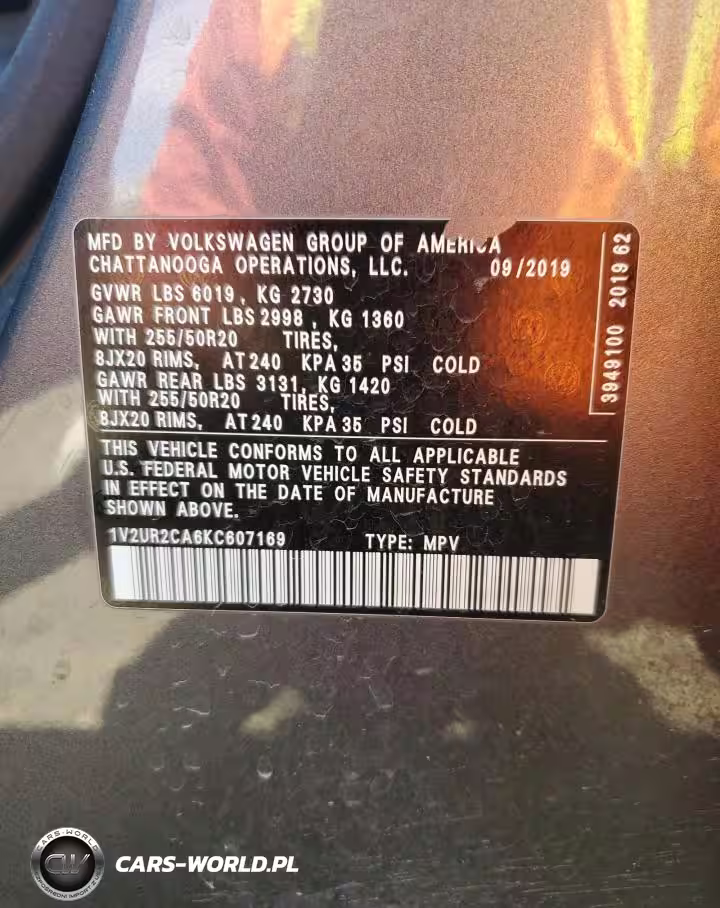 MFD BY VOLKSWAGEN GROUP OF AMERICA
CHATTANOOGA OPERATIONS, LLC. 09/2019
GVWR LBS 6019, KG 2730
GAWR FRONT LBS 2998, KG 1360
WITH 255/50R20 TIRES,
8JX20 RIMS, AT 240 KPA 35 PSI COLD
GAWR REAR LBS 3131, KG 1420
WITH 255/50R20 TIRES,
8JX20 RIMS, AT 240 KPA 35 PSI COLD
THIS VEHICLE CONFORMS TO ALL APPLICABLE
U.S. FEDERAL MOTOR VEHICLE SAFETY STANDARDS
IN EFFECT ON THE DATE OF MANUFACTURE
SHOWN ABOVE.
1V2UR2CA6KC607169 TYPE: MPV
3949100 2019 62
CARS-WORLD
CW
CARS-WORLD.PL